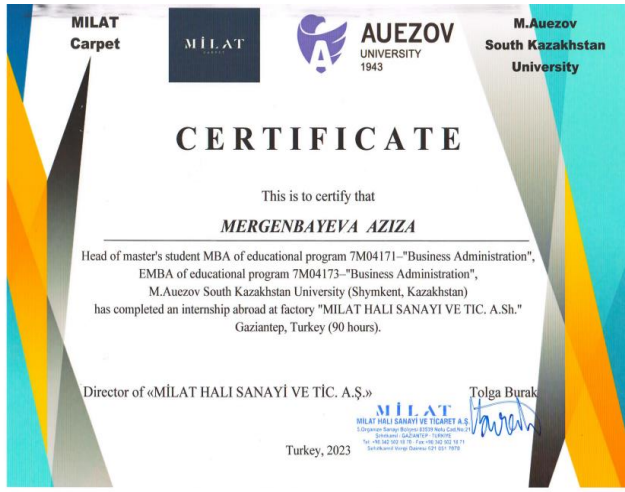 MILAT
Carpet
MİLAT
AUEZOV
UNIVERSITY
1943
M.Auezov
South Kazakhstan
University
CERTIFICATE
This is to certify that
MERGENBAYEVA AZIZA
Head of master's student MBA of educational program 7M04171–"Business Administration",
EMBA of educational program 7M04173–"Business Administration",
M.Auezov South Kazakhstan University (Shymkent, Kazakhstan)
has completed an internship abroad at factory "MILAT HALI SANAYI VE TIC. A.Sh."
Gaziantep, Turkey (90 hours).
Director of «MİLAT HALI SANAYİ VE TİC. A.Ş.»
Tolga Burak
MİLAT
MİLAT HALI SANAYİ VE TİCARET A.Ş.
Turkey, 2023